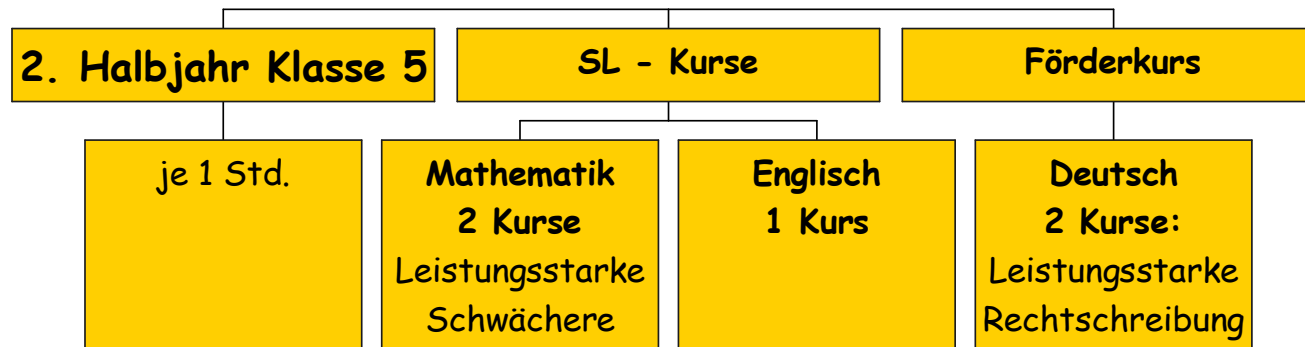 2. Halbjahr Klasse 5
SL - Kurse
Förderkurs
je 1 Std.
Mathematik
2 Kurse
Leistungsstarke
Schwächere
Englisch
1 Kurs
Deutsch
2 Kurse:
Leistungsstarke
Rechtschreibung